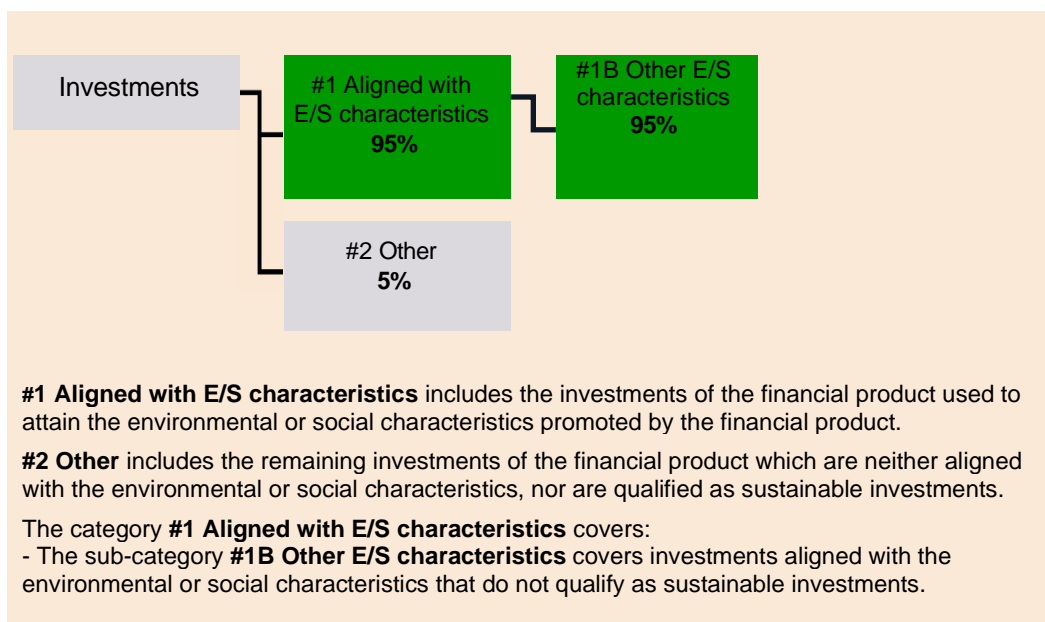 Investments
#1 Aligned with
E/S characteristics
95%
#1B Other E/S
characteristics
95%
#2 Other
5%
#1 Aligned with E/S characteristics includes the investments of the financial product used to
attain the environmental or social characteristics promoted by the financial product.
#2 Other includes the remaining investments of the financial product which are neither aligned
with the environmental or social characteristics, nor are qualified as sustainable investments.
The category #1 Aligned with E/S characteristics covers:
- The sub-category #1B Other E/S characteristics covers investments aligned with the
environmental or social characteristics that do not qualify as sustainable investments.